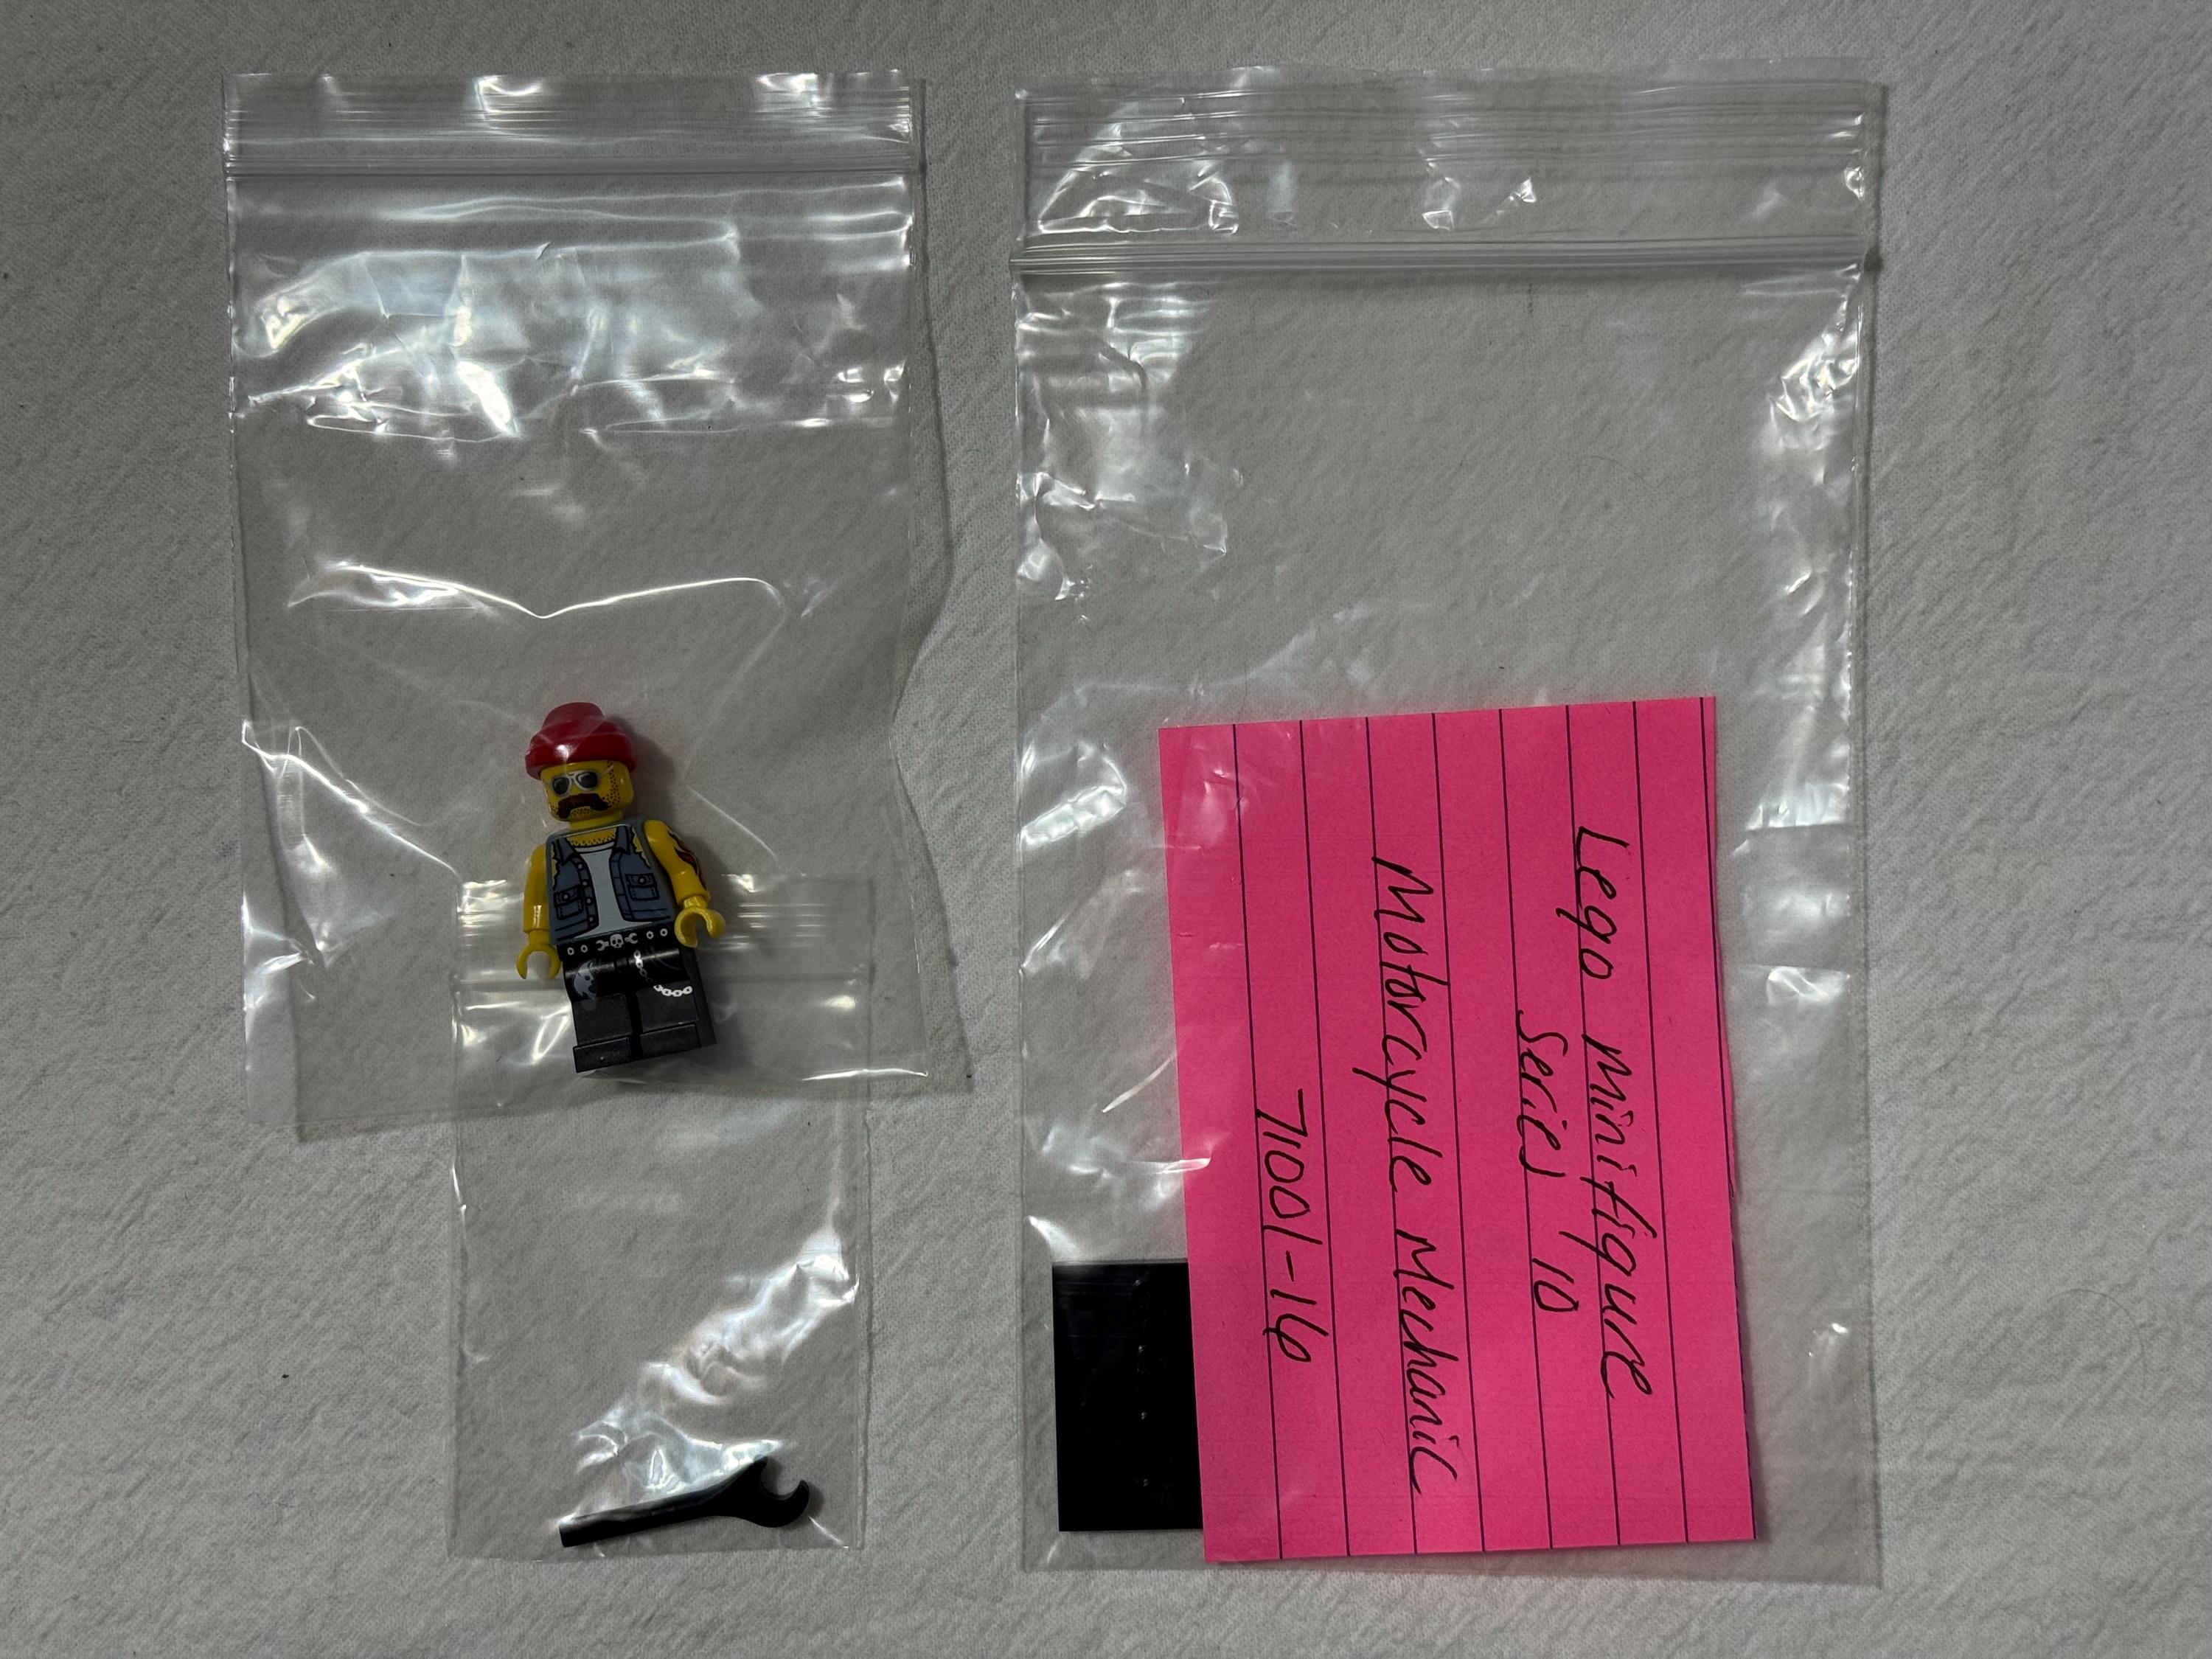 Lego Minifigure
Series 10
Motorcycle Mechanic
71001-16